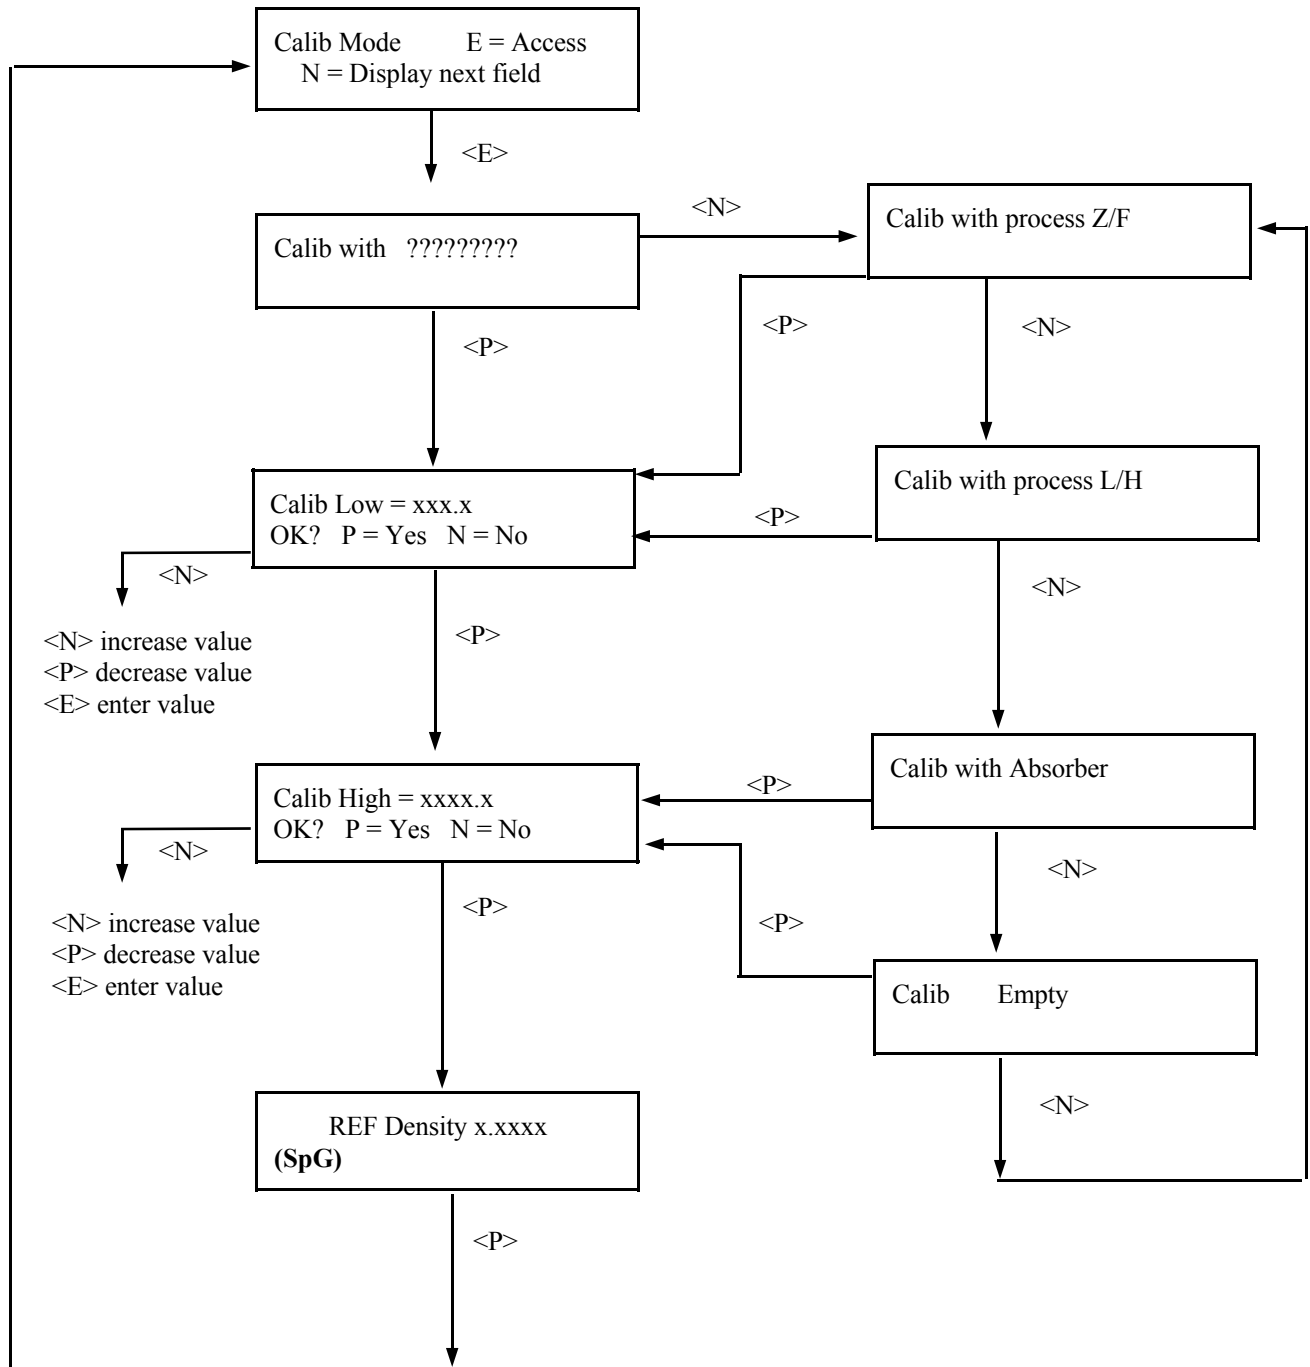 Calib Mode E = Access
N = Display next field
<E>
Calib with ?????????
<N>
Calib with process Z/F
<P>
<P>
<N>
Calib Low = xxx.x
OK? P = Yes N = No
<P>
Calib with process L/H
<N>
<N> increase value
<P> decrease value
<E> enter value
<P>
<N>
Calib High = xxxx.x
OK? P = Yes N = No
<P>
Calib with Absorber
<N>
<N> increase value
<P> decrease value
<E> enter value
<P>
<P>
<N>
Calib Empty
<N>
REF Density x.xxxx
(SpG)
<P>